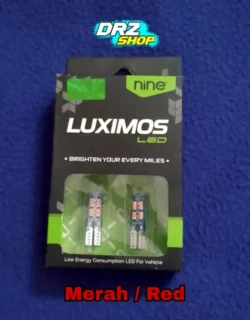 DRZ
SHOP
nine
LUXIMOS
LED
• BRIGHTEN YOUR EVERY MILES •
Low Energy Consumption LED For Vehicle
Merah / Red